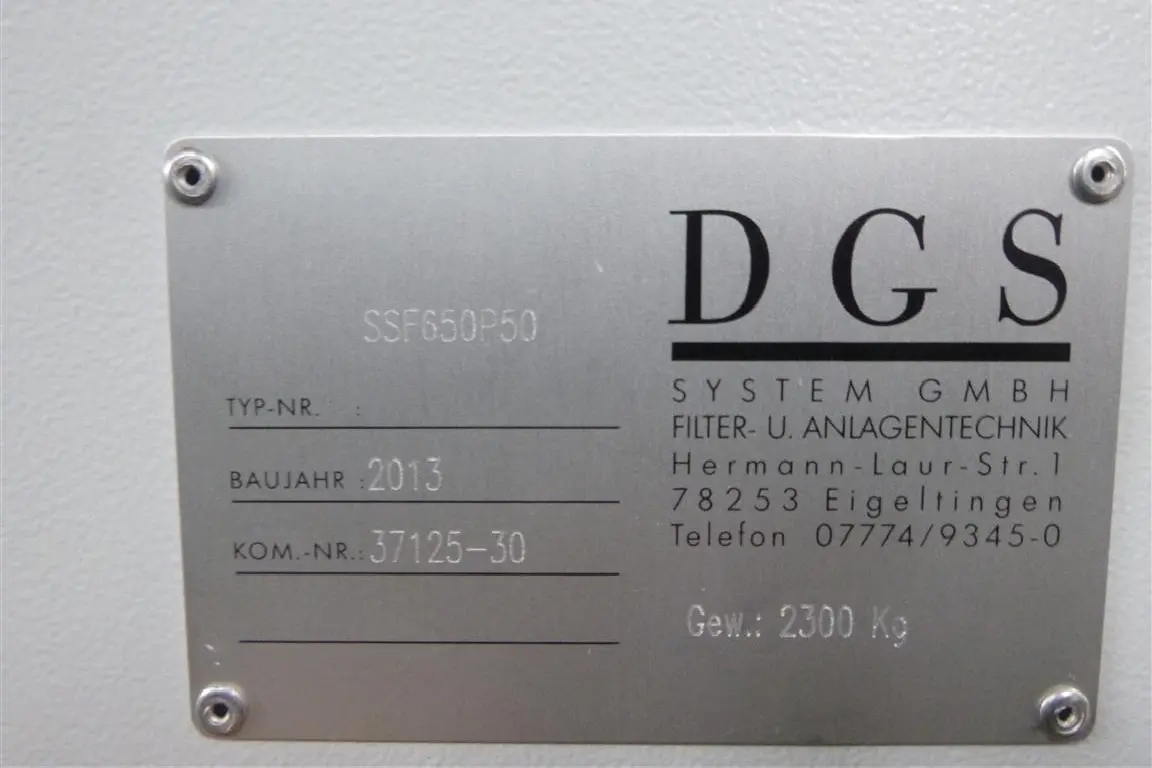 SSF650P50
TYP-NR. :
BAUJAHR : 2013
KOM.-NR.: 37125-30
DGS
SYSTEM GMBH
FILTER- U. ANLAGENTECHNIK
Hermann-Laur-Str. 1
78253 Eigeltingen
Telefon 07774/9345-0
Gew.: 2300 Kg